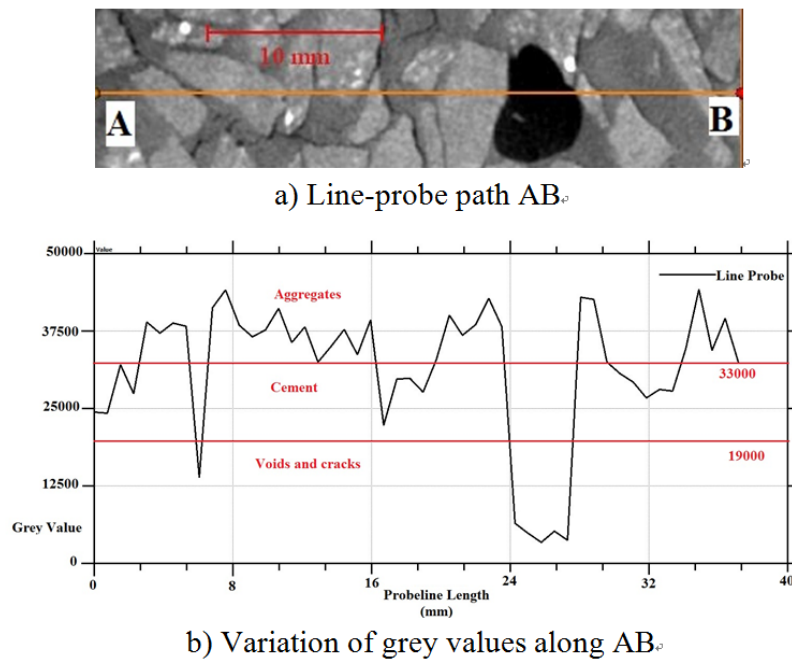 10 mm
A
B
a) Line-probe path AB
Value
50000
37500
25000
12500
0
Grey Value
Aggregates
Line Probe
33000
Cement
19000
Voids and cracks
0 8 16 24 32 40
Probeline Length
(mm)
b) Variation of grey values along AB